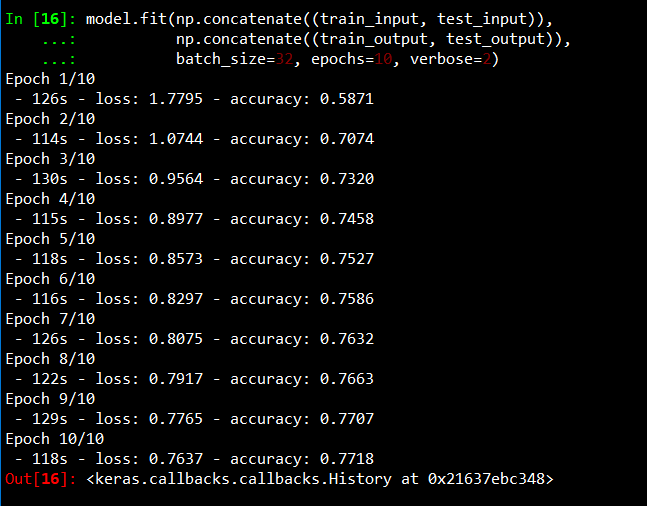 In [16]: model.fit(np.concatenate((train_input, test_input)),
...: np.concatenate((train_output, test_output)),
...: batch_size=32, epochs=10, verbose=2)
Epoch 1/10
- 126s - loss: 1.7795 - accuracy: 0.5871
Epoch 2/10
- 114s - loss: 1.0744 - accuracy: 0.7074
Epoch 3/10
- 130s - loss: 0.9564 - accuracy: 0.7320
Epoch 4/10
- 115s - loss: 0.8977 - accuracy: 0.7458
Epoch 5/10
- 118s - loss: 0.8573 - accuracy: 0.7527
Epoch 6/10
- 116s - loss: 0.8297 - accuracy: 0.7586
Epoch 7/10
- 126s - loss: 0.8075 - accuracy: 0.7632
Epoch 8/10
- 122s - loss: 0.7917 - accuracy: 0.7663
Epoch 9/10
- 129s - loss: 0.7765 - accuracy: 0.7707
Epoch 10/10
- 118s - loss: 0.7637 - accuracy: 0.7718
Out[16]: <keras.callbacks.callbacks.History at 0x21637ebc348>